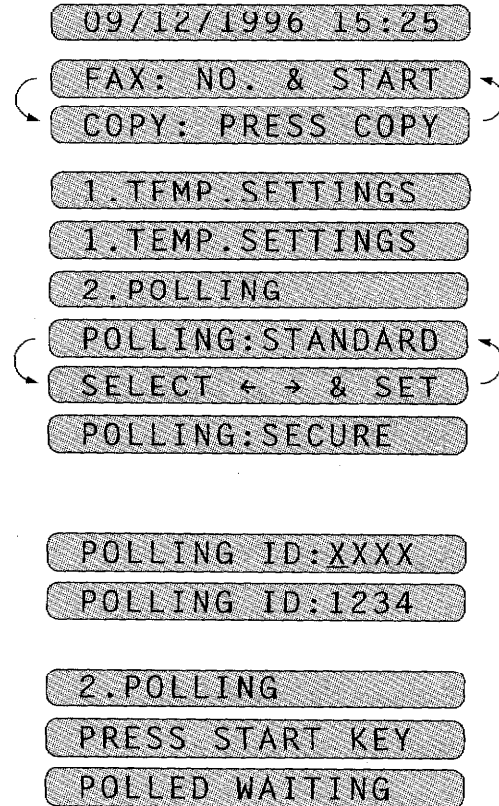 09/12/1996 15:25
FAX: NO. & START
COPY: PRESS COPY
1.TEMP.SETTINGS
1.TEMP.SETTINGS
2.POLLING
POLLING:STANDARD
SELECT ← → & SET
POLLING:SECURE
POLLING ID:XXXX
POLLING ID:1234
2.POLLING
PRESS START KEY
POLLED WAITING